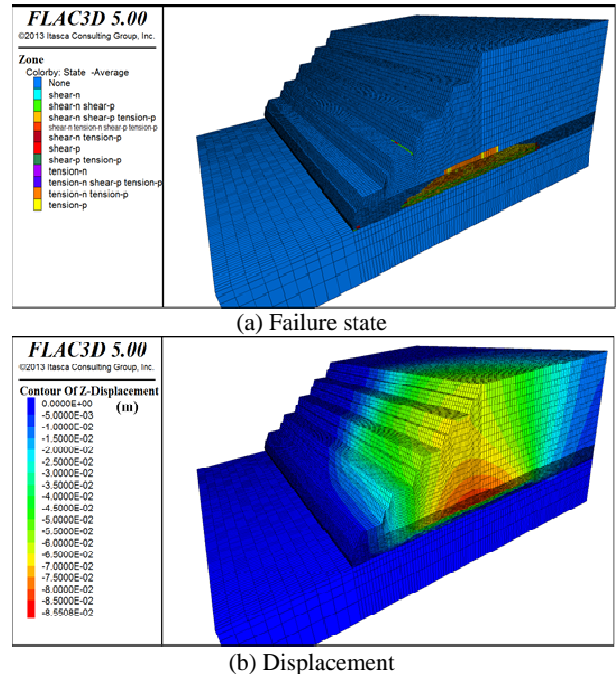 FLAC3D 5.00
©2013 Itasca Consulting Group, Inc.
Zone
Colorby: State -Average
None
shear-n
shear-n shear-p
shear-n shear-p tension-p
shear-n tension-n shear-p tension-p
shear-n tension-p
shear-p
shear-p tension-p
tension-n
tension-n shear-p tension-p
tension-n tension-p
tension-p
(a) Failure state
FLAC3D 5.00
©2013 Itasca Consulting Group, Inc.
Contour Of Z-Displacement
(m)
0.0000E+00
-5.0000E-03
-1.0000E-02
-1.5000E-02
-2.0000E-02
-2.5000E-02
-3.0000E-02
-3.5000E-02
-4.0000E-02
-4.5000E-02
-5.0000E-02
-5.5000E-02
-6.0000E-02
-6.5000E-02
-7.0000E-02
-7.5000E-02
-8.0000E-02
-8.5000E-02
-8.5508E-02
(b) Displacement